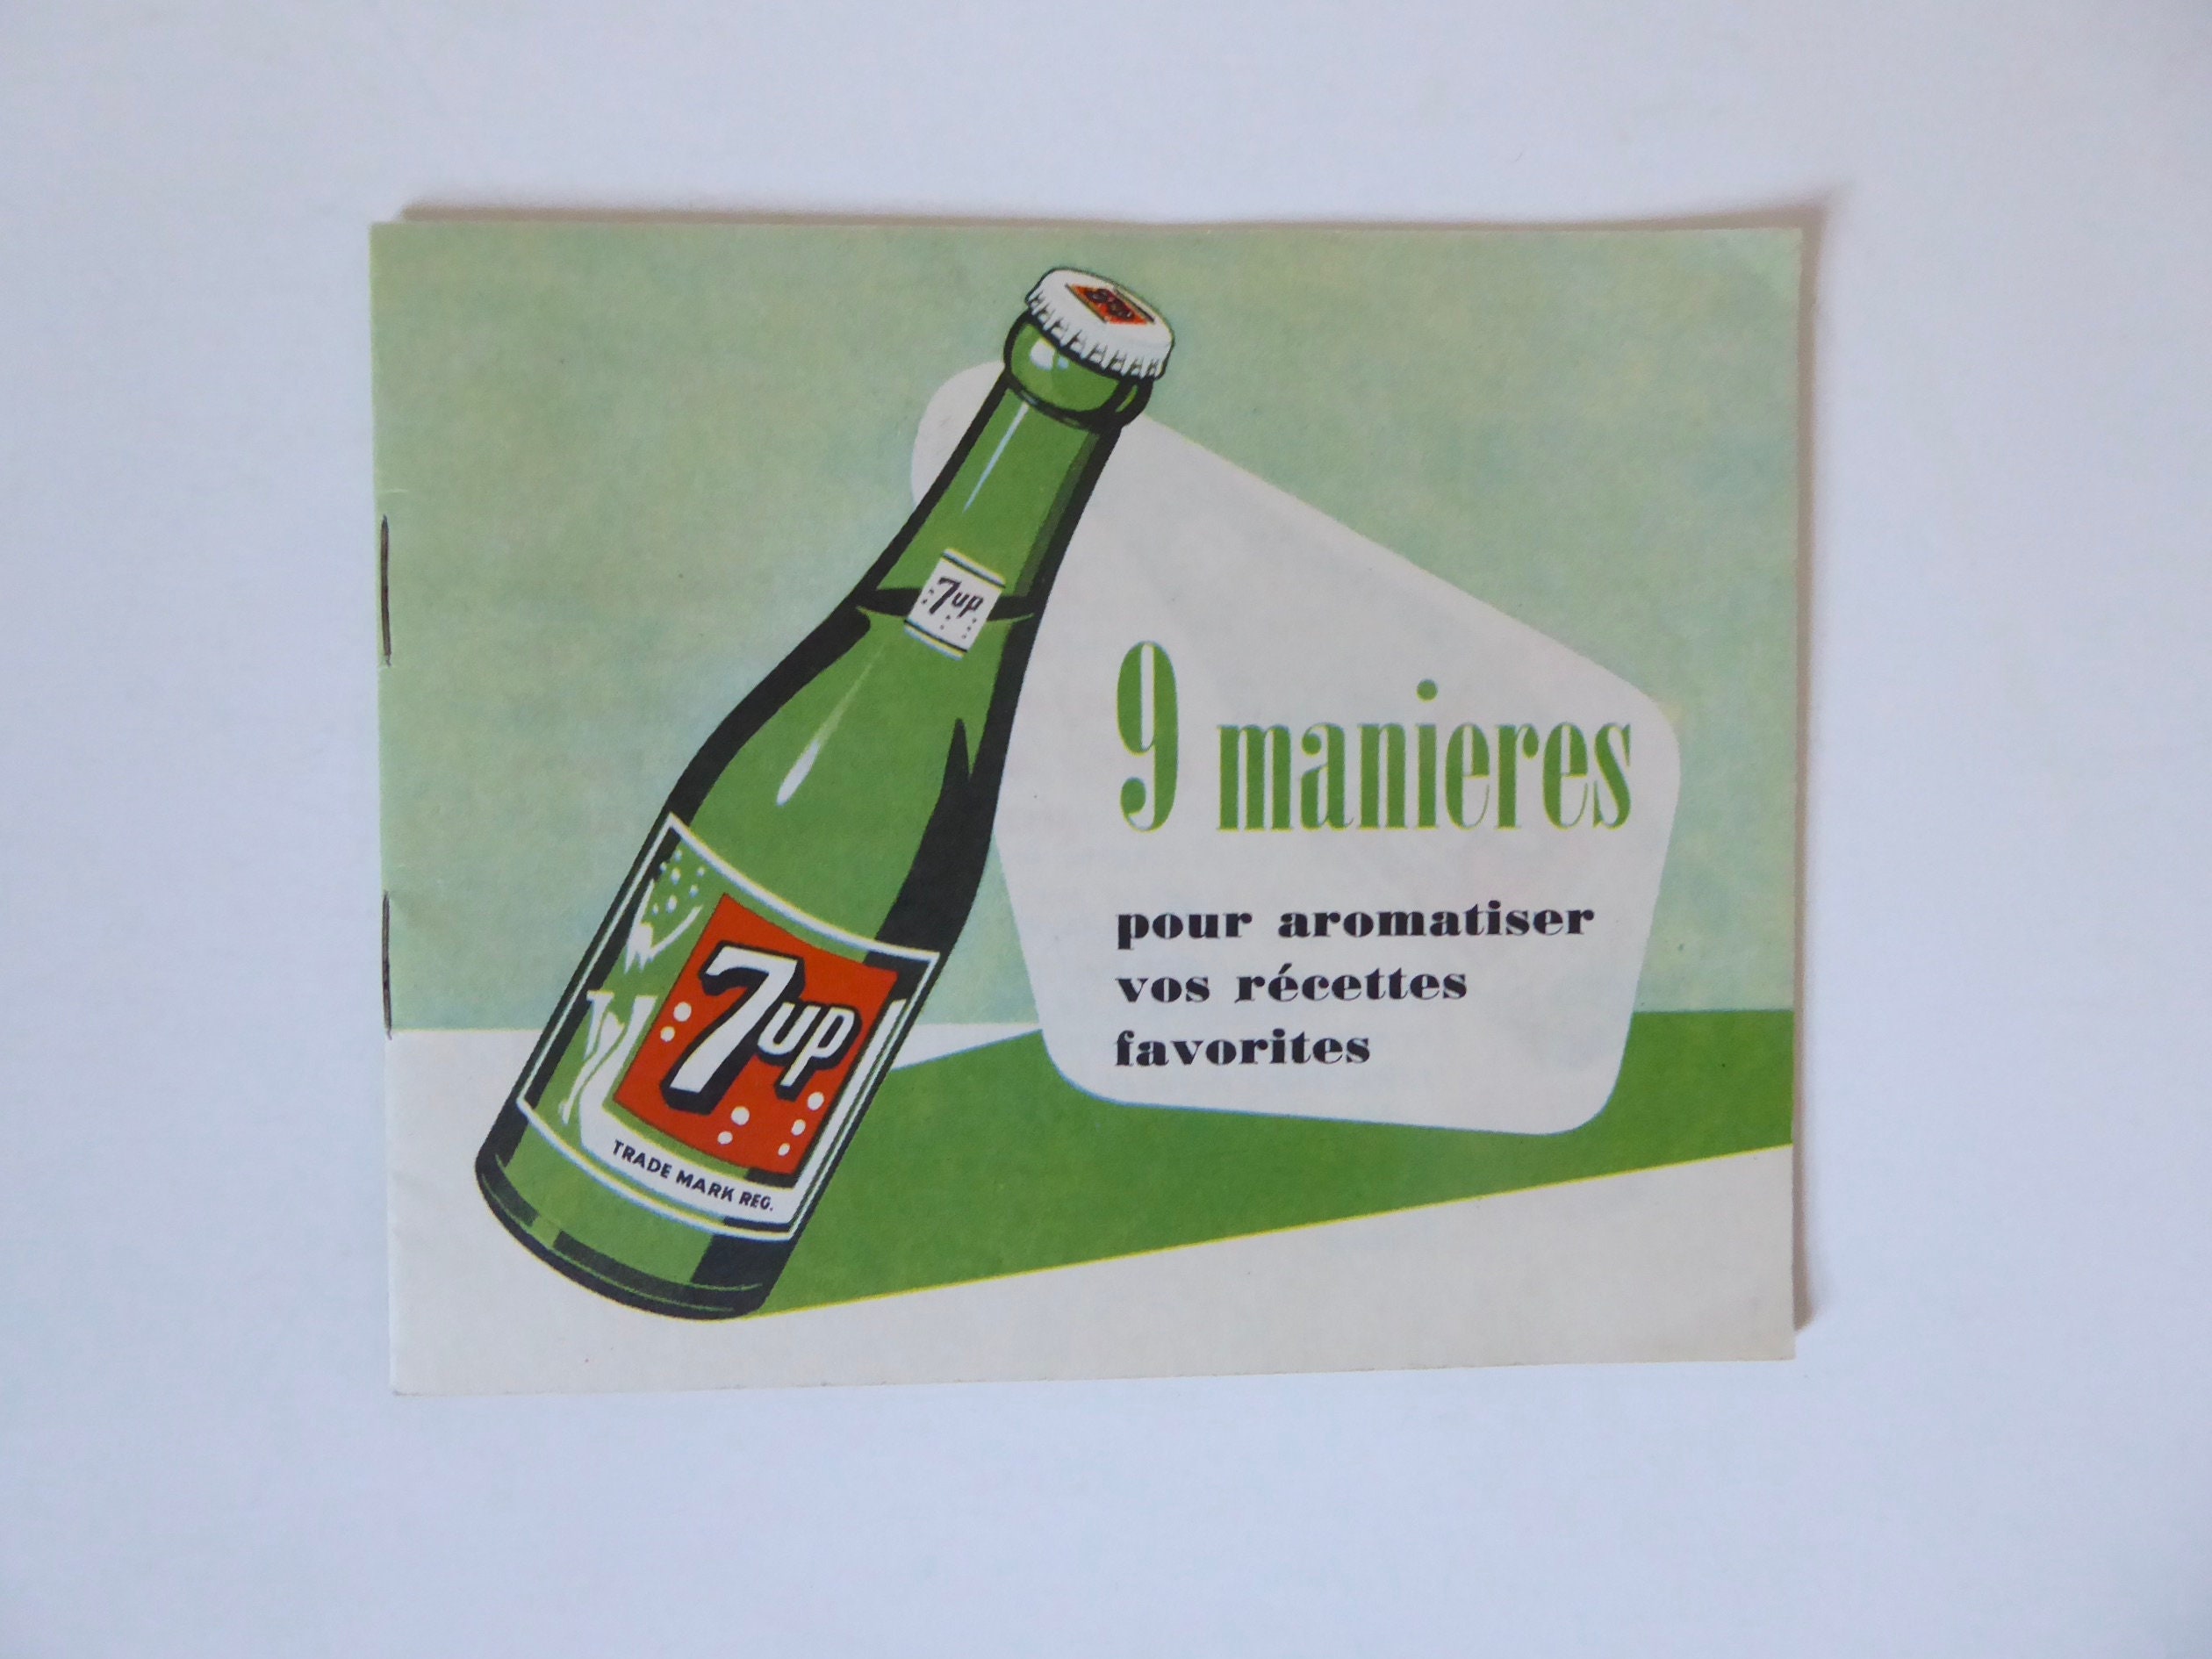 7up
9 manieres
pour aromatiser
vos récettes
favorites
7up
TRADE MARK REG.